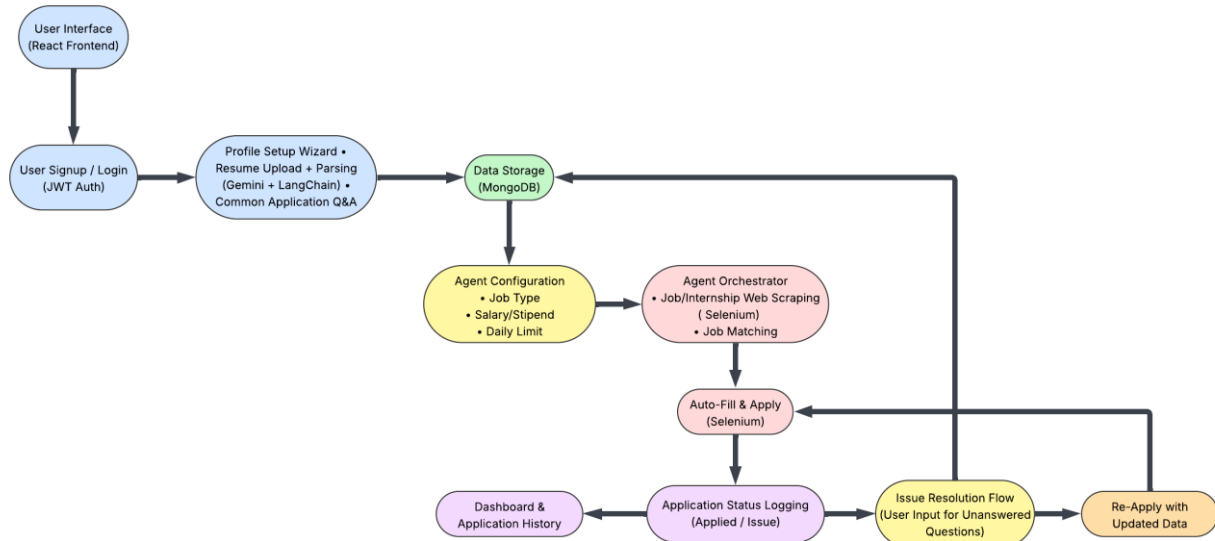 User Interface
(React Frontend)
User Signup / Login
(JWT Auth)
Profile Setup Wizard •
Resume Upload + Parsing
(Gemini + LangChain) •
Common Application Q&A
Data Storage
(MongoDB)
Agent Configuration
• Job Type
• Salary/Stipend
• Daily Limit
Agent Orchestrator
• Job/Internship Web Scraping
( Selenium)
• Job Matching
Auto-Fill & Apply
(Selenium)
Dashboard &
Application History
Application Status Logging
(Applied / Issue)
Issue Resolution Flow
(User Input for Unanswered
Questions)
Re-Apply with
Updated Data